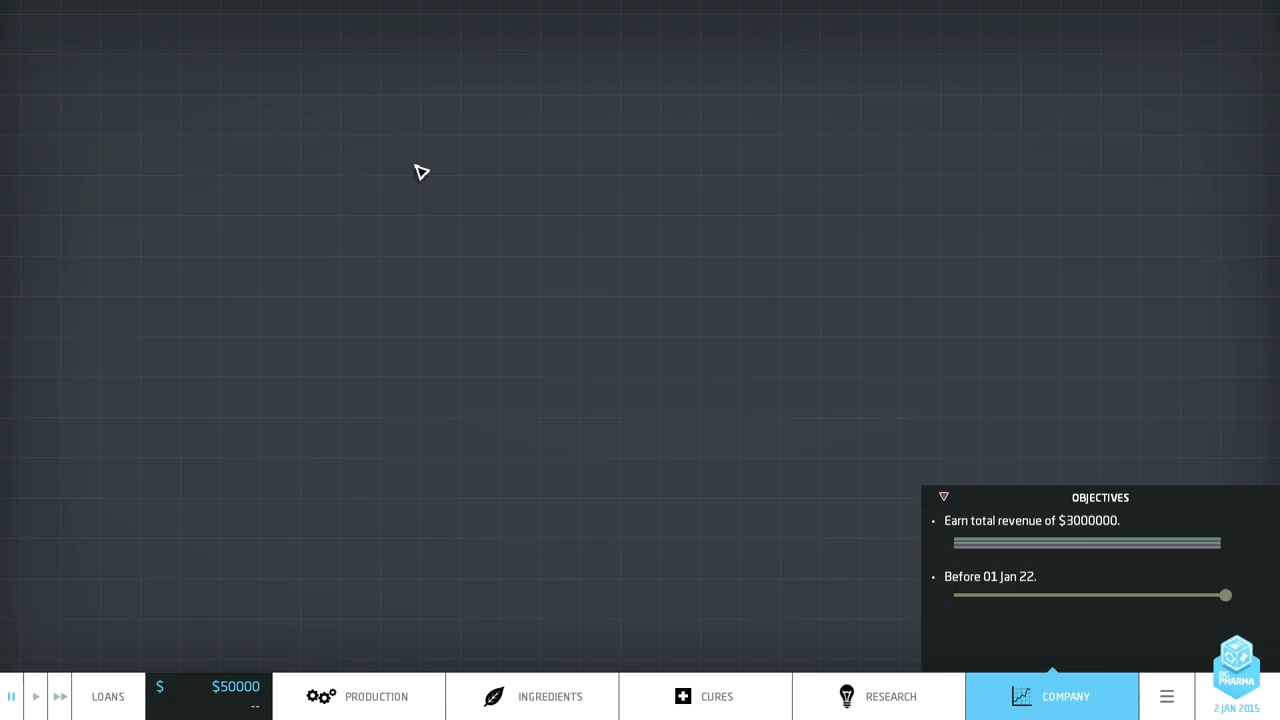 OBJECTIVES
• Earn total revenue of $3000000.
• Before 01 Jan 22.
LOANS
$ $50000
--
PRODUCTION
INGREDIENTS
CURES
RESEARCH
COMPANY
BIG
PHARMA
2 JAN 2015